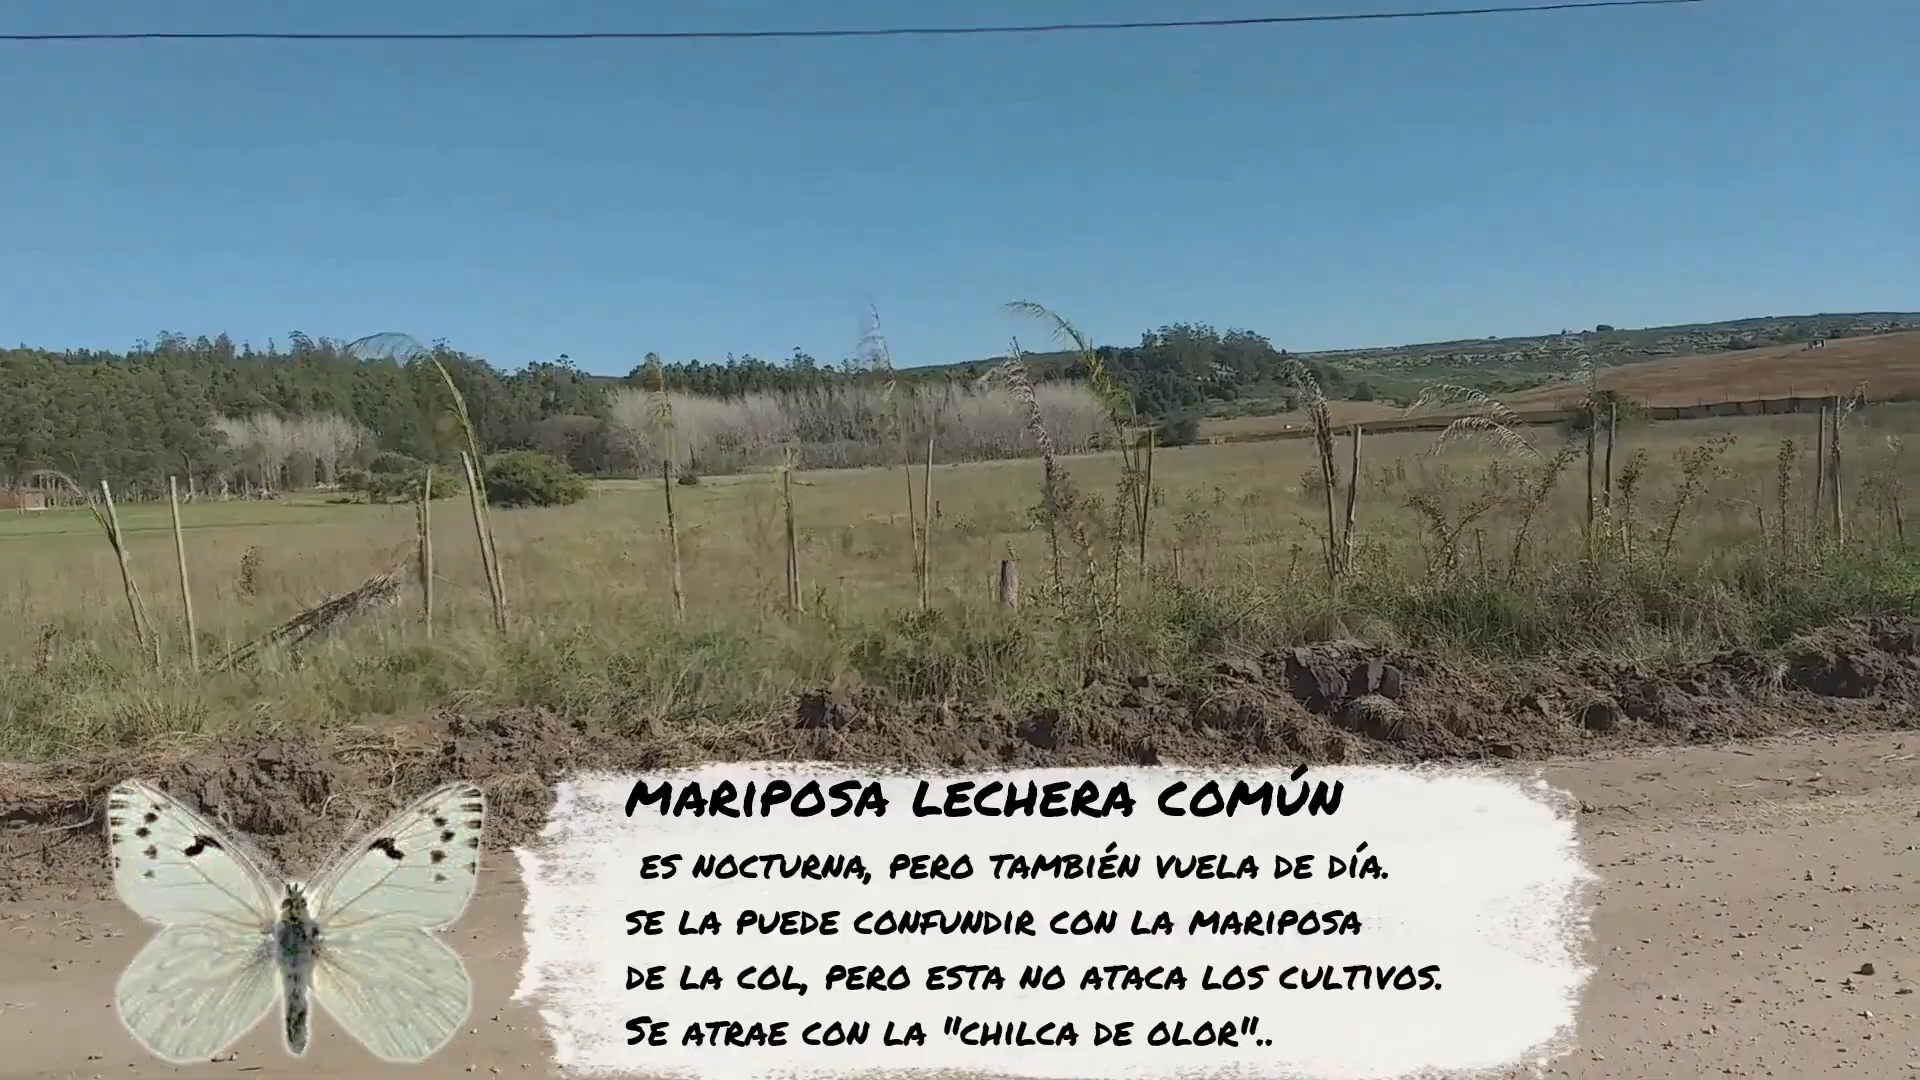 MARIPOSA LECHERA COMÚN
ES NOCTURNA, PERO TAMBIÉN VUELA DE DÍA.
SE LA PUEDE CONFUNDIR CON LA MARIPOSA
DE LA COL, PERO ESTA NO ATACA LOS CULTIVOS.
SE ATRAE CON LA "CHILCA DE OLOR"..